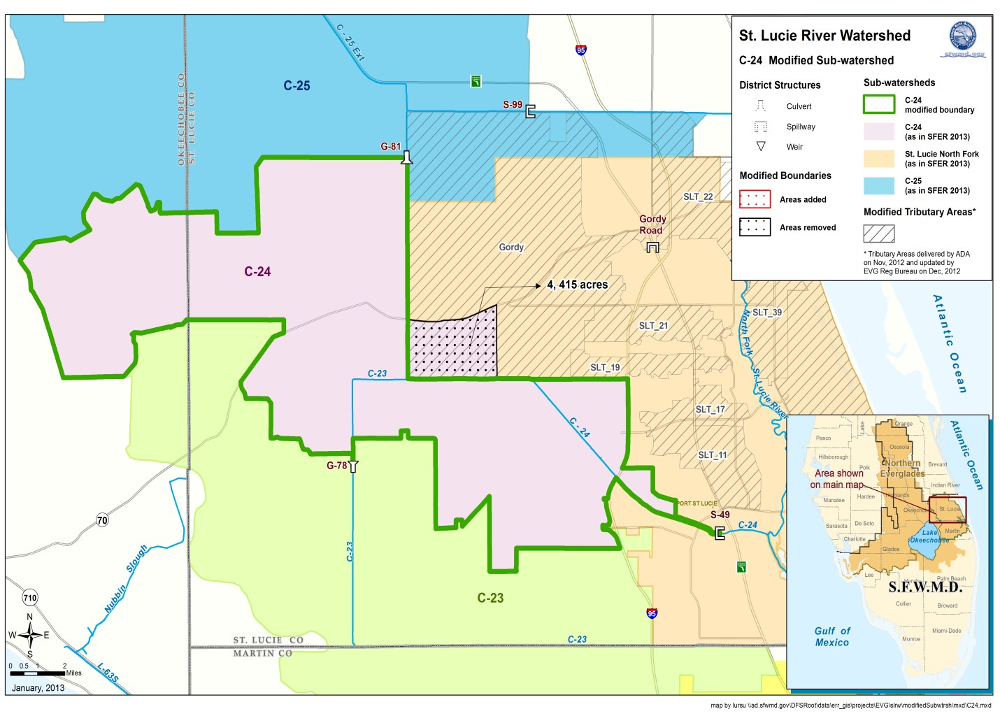 St. Lucie River Watershed
C-24 Modified Sub-watershed
sfwmd.gov
District Structures
Culvert
Spillway
Weir
Modified Boundaries
Areas added
Areas removed
Sub-watersheds
C-24
modified boundary
C-24
(as in SFER 2013)
St. Lucie North Fork
(as in SFER 2013)
C-25
(as in SFER 2013)
Modified Tributary Areas*
* Tributary Areas delivered by ADA
on Nov, 2012 and updated by
EVG Reg Bureau on Dec, 2012
C - 25 Ext
95
C-25
S-99
OKEECHOBEE CO
ST. LUCIE CO
G-81
SLT_22
Gordy
Road
Gordy
C-24
4, 415 acres
SLT_39
SLT_21
North Fork St. Lucie River
Atlantic Ocean
SLT_19
C-23
SLT_17
C - 24
SLT_11
G-78
PORT ST LUCIE
S-49
C-24
70
C-23
Nubbin Slough
C-23
710
95
ST. LUCIE CO
MARTIN CO
C-23
L-63S
N
W E
S
0 0.5 1 2
Miles
January, 2013
Lake
Orange
Pasco
Osceola
Hillsborough
Polk
Northern
Everglades
Brevard
Area shown
on main map
Indian River
Manatee
Hardee
Highlands
Okeechobee
St. Lucie
Sarasota
De Soto
Martin
Charlotte
Lake
Okeechobee
Glades
Lee
Hendry
Palm Beach
S.F.W.M.D.
Collier
Broward
Monroe
Miami-Dade
Gulf of
Mexico
Atlantic Ocean
map by lursu \\ad.sfwmd.gov\DFSRoot\data\err_gis\projects\EVG\slrw\modifiedSubwtrsh\mxd\C24.mxd